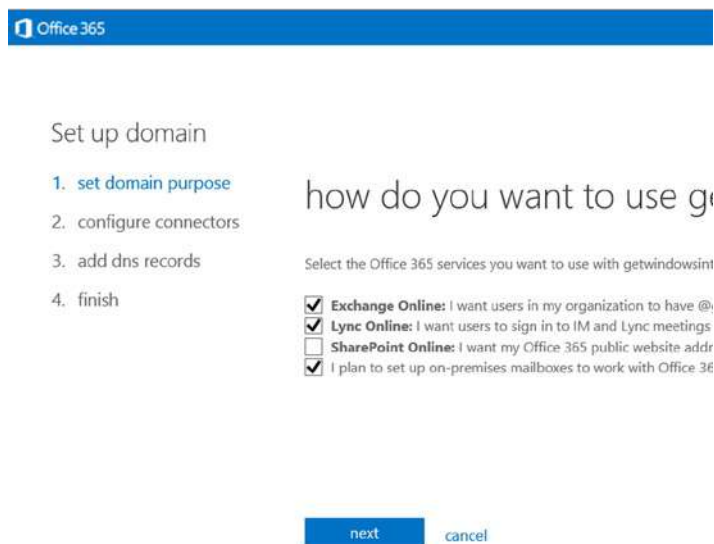 Office 365
Set up domain
1. set domain purpose
2. configure connectors
3. add dns records
4. finish
how do you want to use ge
Select the Office 365 services you want to use with getwindowsint
Exchange Online: I want users in my organization to have @g
Lync Online: I want users to sign in to IM and Lync meetings
SharePoint Online: I want my Office 365 public website addr
I plan to set up on-premises mailboxes to work with Office 36
next cancel